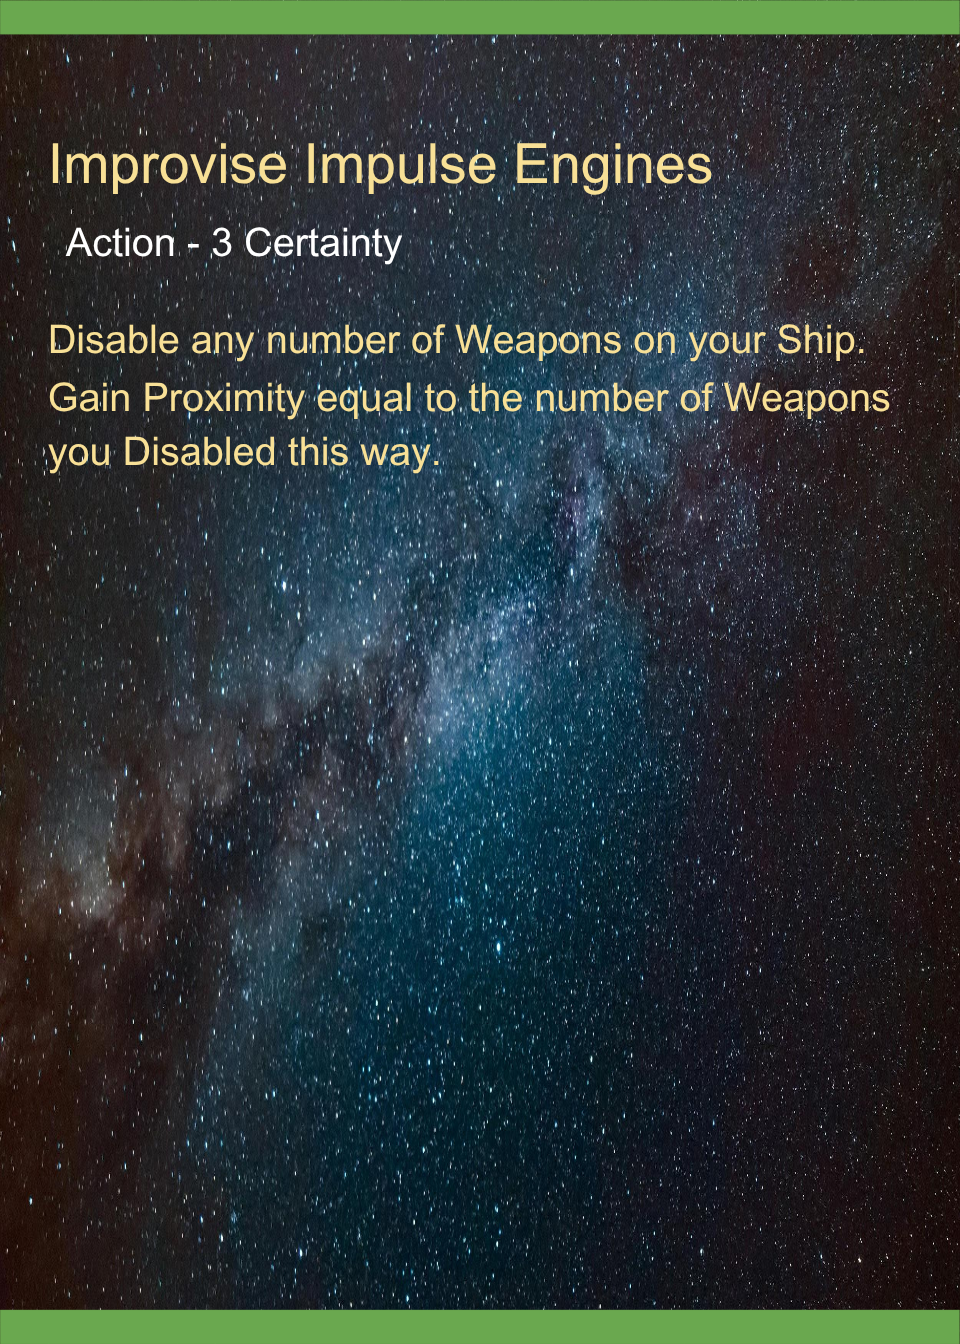 Improvise Impulse Engines
Action - 3 Certainty
Disable any number of Weapons on your Ship.
Gain Proximity equal to the number of Weapons
you Disabled this way.